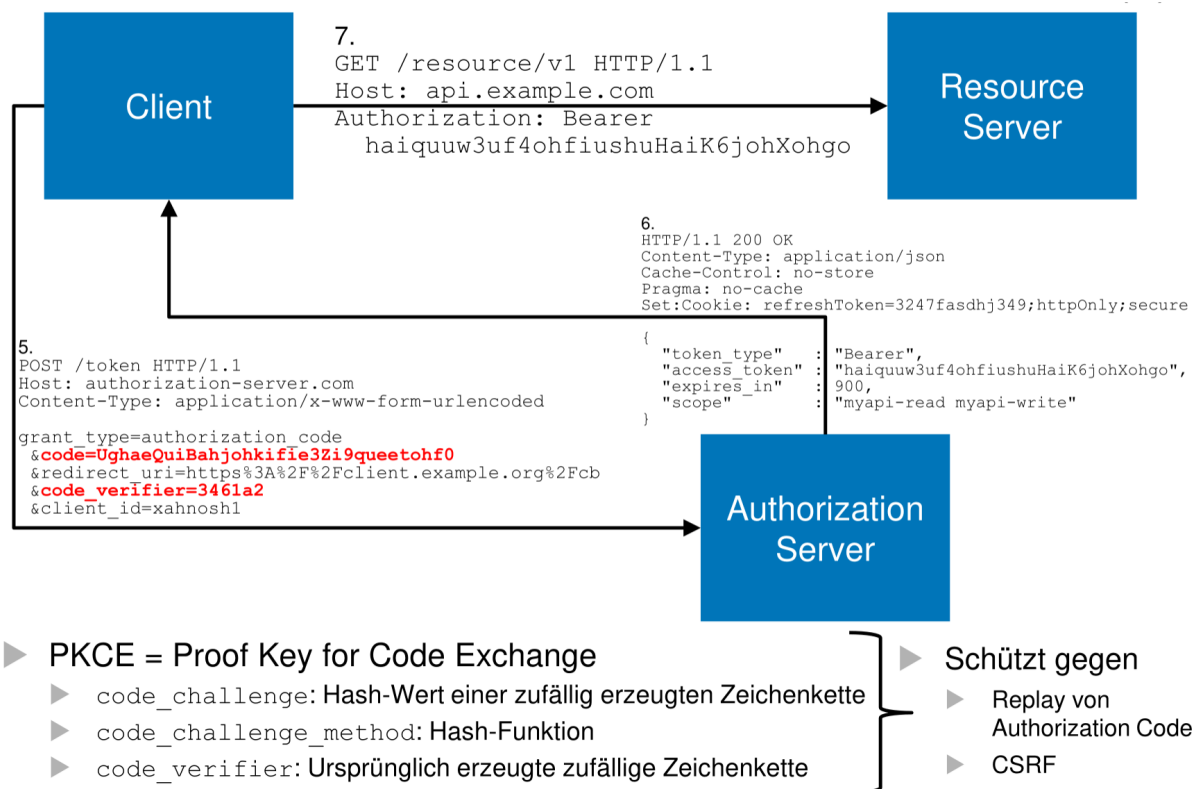 Client
7.
GET /resource/v1 HTTP/1.1
Host: api.example.com
Authorization: Bearer
haiquuw3uf4ohfiushuHaiK6johXohgo
Resource
Server
6.
HTTP/1.1 200 OK
Content-Type: application/json
Cache-Control: no-store
Pragma: no-cache
Set:Cookie: refreshToken=3247fasdhj349;httpOnly;secure
{
"token_type" : "Bearer",
"access_token" : "haiquuw3uf4ohfiushuHaiK6johXohgo",
"expires_in" : 900,
"scope" : "myapi-read myapi-write"
}
5.
POST /token HTTP/1.1
Host: authorization-server.com
Content-Type: application/x-www-form-urlencoded
grant_type=authorization_code
&code=UghaeQuiBahjohkifie3Zi9queetohf0
&redirect_uri=https%3A%2F%2Fclient.example.org%2Fcb
&code_verifier=3461a2
&client_id=xahnosh1
Authorization
Server
PKCE = Proof Key for Code Exchange
code_challenge: Hash-Wert einer zufällig erzeugten Zeichenkette
code_challenge_method: Hash-Funktion
code_verifier: Ursprünglich erzeugte zufällige Zeichenkette
Schützt gegen
Replay von
Authorization Code
CSRF